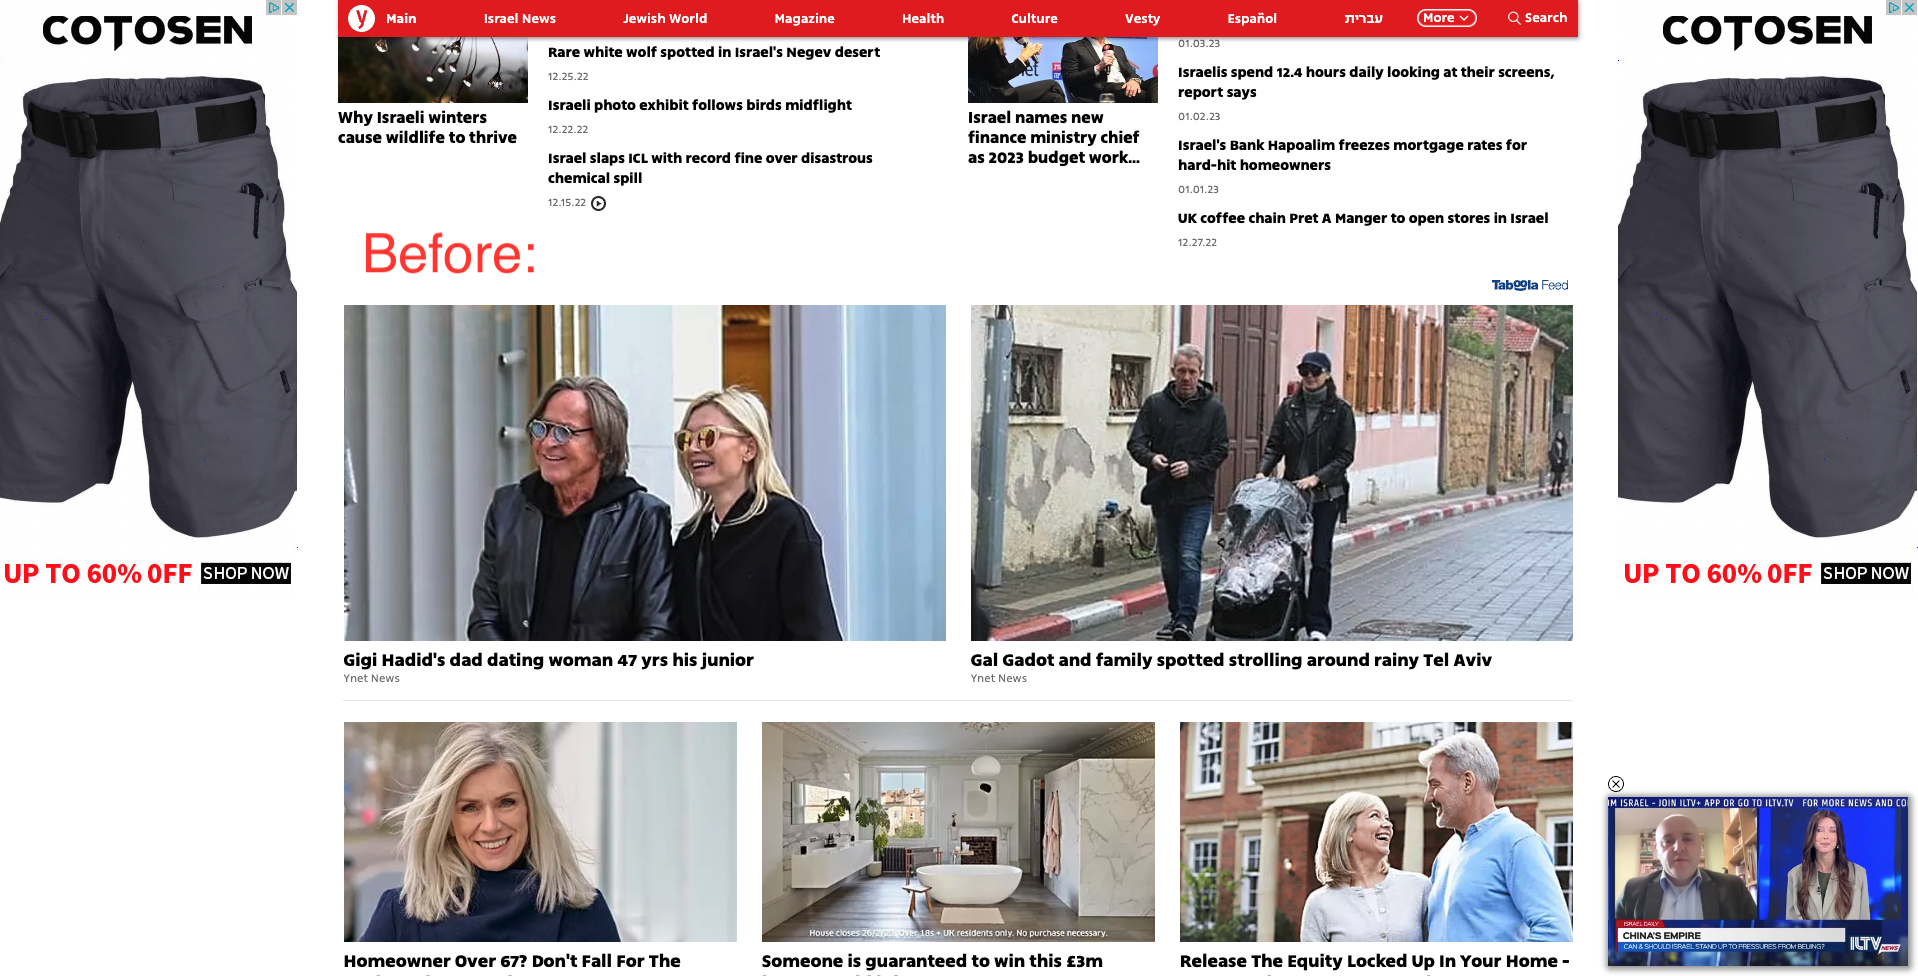 COTOSEN
UP TO 60% OFF SHOP NOW
y Main Israel News Jewish World Magazine Health Culture Vesty Español עברית More Search
Why Israeli winters
cause wildlife to thrive
Rare white wolf spotted in Israel's Negev desert
12.25.22
Israeli photo exhibit follows birds midflight
12.22.22
Israel slaps ICL with record fine over disastrous
chemical spill
12.15.22
Israel names new
finance ministry chief
as 2023 budget work...
01.03.23
Israelis spend 12.4 hours daily looking at their screens,
report says
01.02.23
Israel's Bank Hapoalim freezes mortgage rates for
hard-hit homeowners
01.01.23
UK coffee chain Pret A Manger to open stores in Israel
12.27.22
Before:
Taboola Feed
Gigi Hadid's dad dating woman 47 yrs his junior
Ynet News
Gal Gadot and family spotted strolling around rainy Tel Aviv
Ynet News
House closes 26/2/23. Over 18s + UK residents only. No purchase necessary.
Homeowner Over 67? Don't Fall For The
Someone is guaranteed to win this £3m
Release The Equity Locked Up In Your Home -
COTOSEN
UP TO 60% OFF SHOP NOW
M ISRAEL - JOIN ILTV+ APP OR GO TO ILTV.TV FOR MORE NEWS AND CO
ISRAEL DAILY
CHINA'S EMPIRE
CAN & SHOULD ISRAEL STAND UP TO PRESSURES FROM BEIJING?
ILTV NEWS